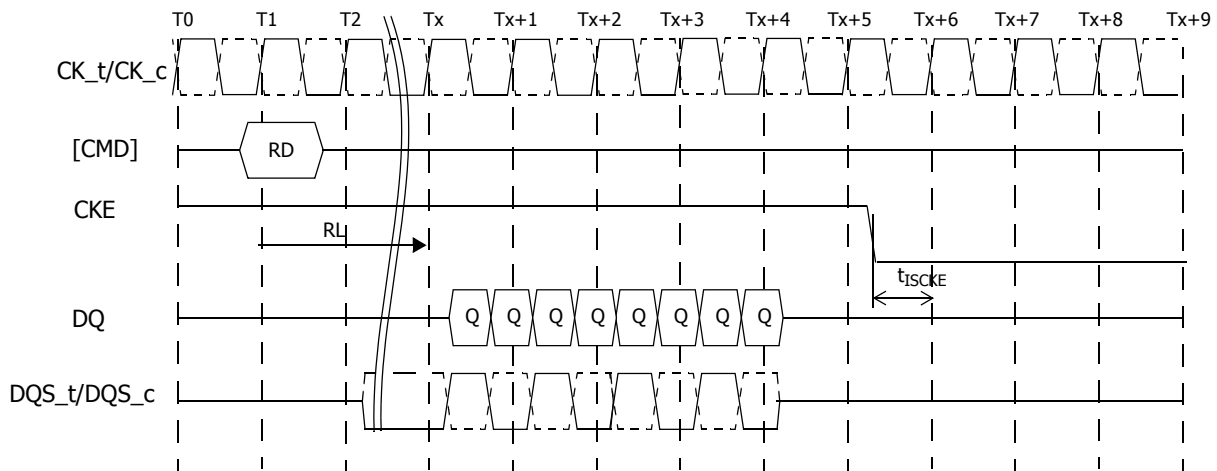 T0 T1 T2 Tx Tx+1 Tx+2 Tx+3 Tx+4 Tx+5 Tx+6 Tx+7 Tx+8 Tx+9
CK_t/CK_c
[CMD] RD
CKE
RL
tISCKE
DQ Q Q Q Q Q Q Q Q
DQS_t/DQS_c